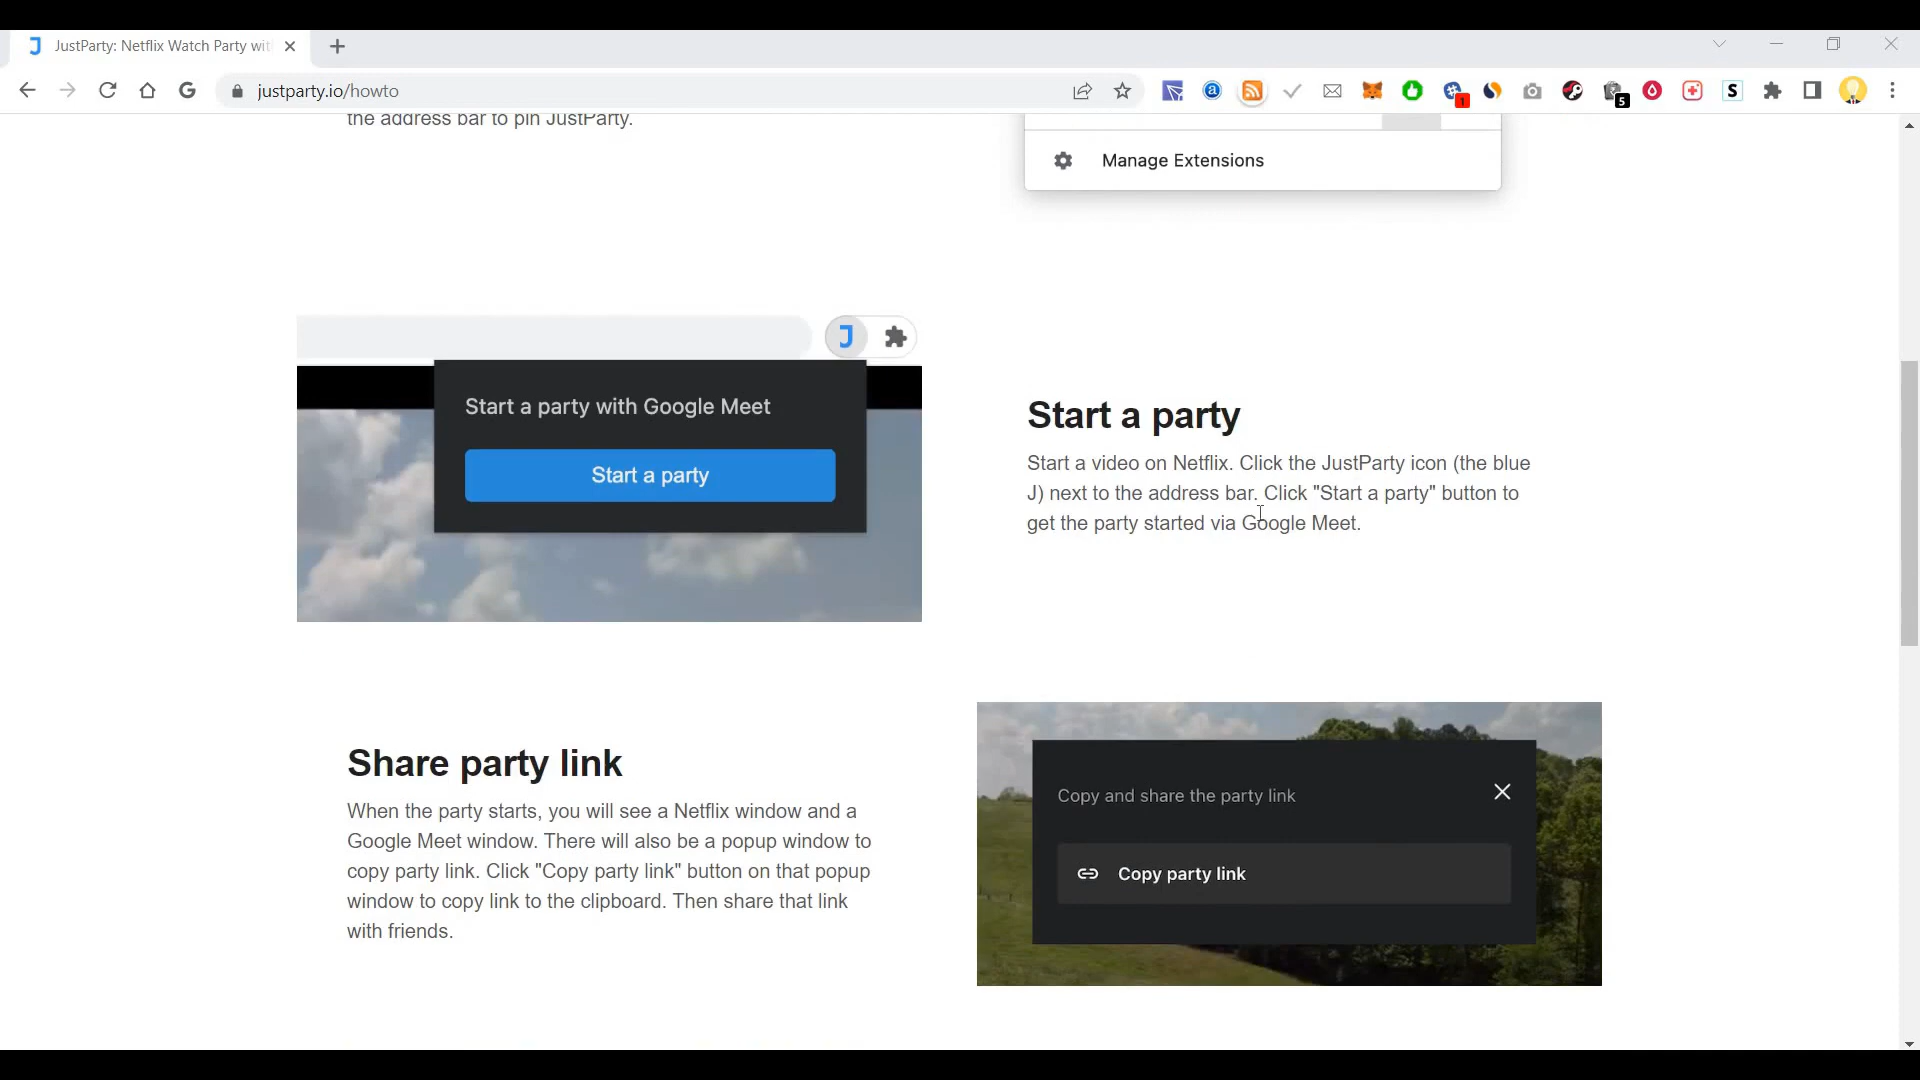 JustParty: Netflix Watch Party wit
justparty.io/howto
1
5
S
the address bar to pin JustParty.
Manage Extensions
J
Start a party with Google Meet
Start a party
Start a party
Start a video on Netflix. Click the JustParty icon (the blue
J) next to the address bar. Click "Start a party" button to
get the party started via Google Meet.
Share party link
When the party starts, you will see a Netflix window and a
Google Meet window. There will also be a popup window to
copy party link. Click "Copy party link" button on that popup
window to copy link to the clipboard. Then share that link
with friends.
Copy and share the party link
Copy party link